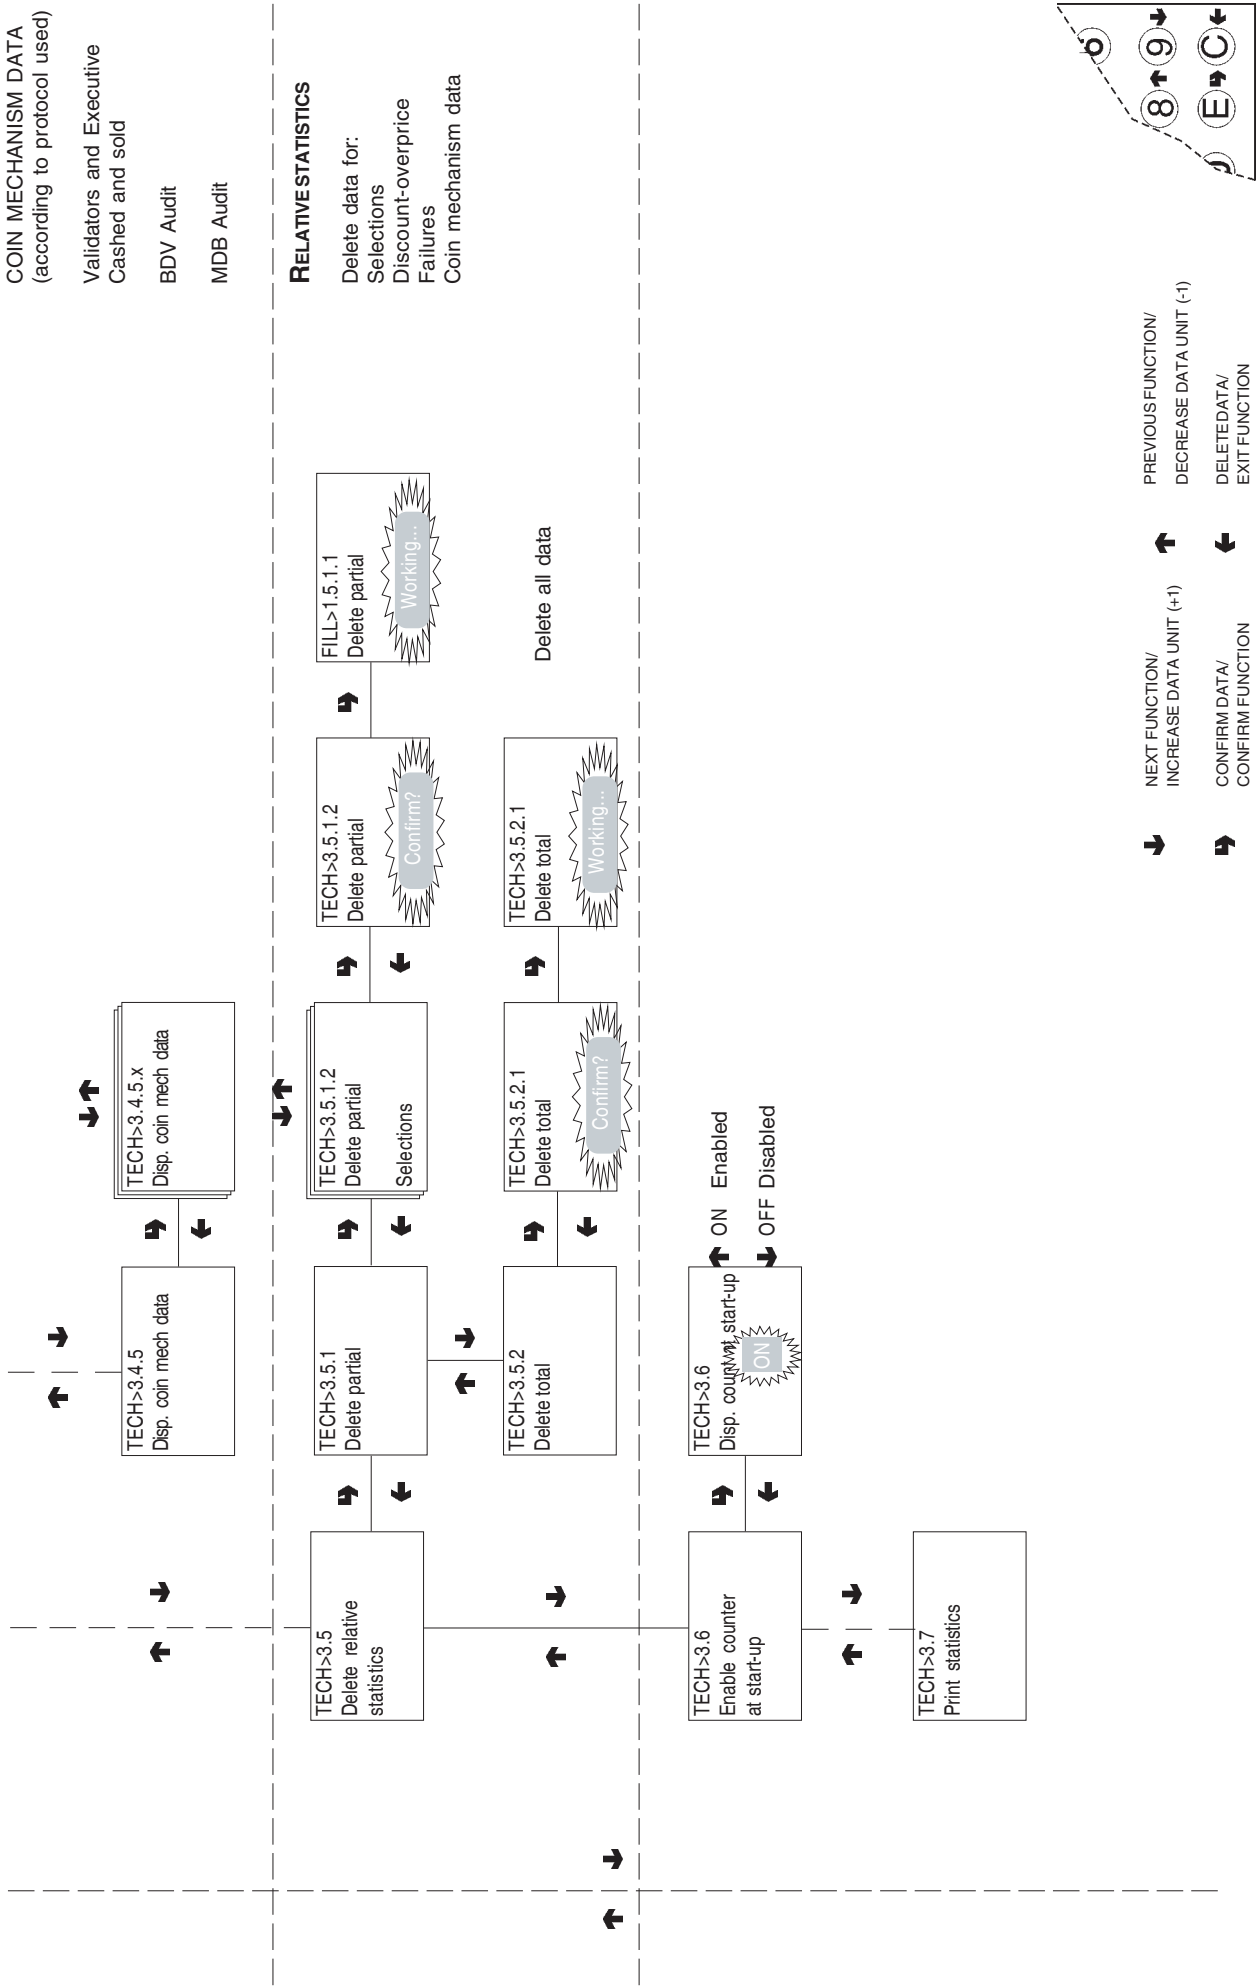 COIN MECHANISM DATA
(according to protocol used)
Validators and Executive
Cashed and sold
BDV Audit
MDB Audit
TECH>3.4.5
Disp. coin mech data
TECH>3.4.5.x
Disp. coin mech data
RELATIVE STATISTICS
Delete data for:
Selections
Discount-overprice
Failures
Coin mechanism data
TECH>3.5
Delete relative
statistics
TECH>3.5.1
Delete partial
TECH>3.5.1.2
Delete partial
Selections
TECH>3.5.1.2
Delete partial
Confirm?
FILL>1.5.1.1
Delete partial
Working...
TECH>3.5.2
Delete total
TECH>3.5.2.1
Delete total
Confirm?
TECH>3.5.2.1
Delete total
Working...
Delete all data
TECH>3.6
Enable counter
at start-up
TECH>3.6
Disp. count at start-up
ON
ON Enabled
OFF Disabled
TECH>3.7
Print statistics
NEXT FUNCTION/
INCREASE DATA UNIT (+1)
PREVIOUS FUNCTION/
DECREASE DATA UNIT (-1)
CONFIRM DATA/
CONFIRM FUNCTION
DELETE DATA/
EXIT FUNCTION
6
8 9
E C